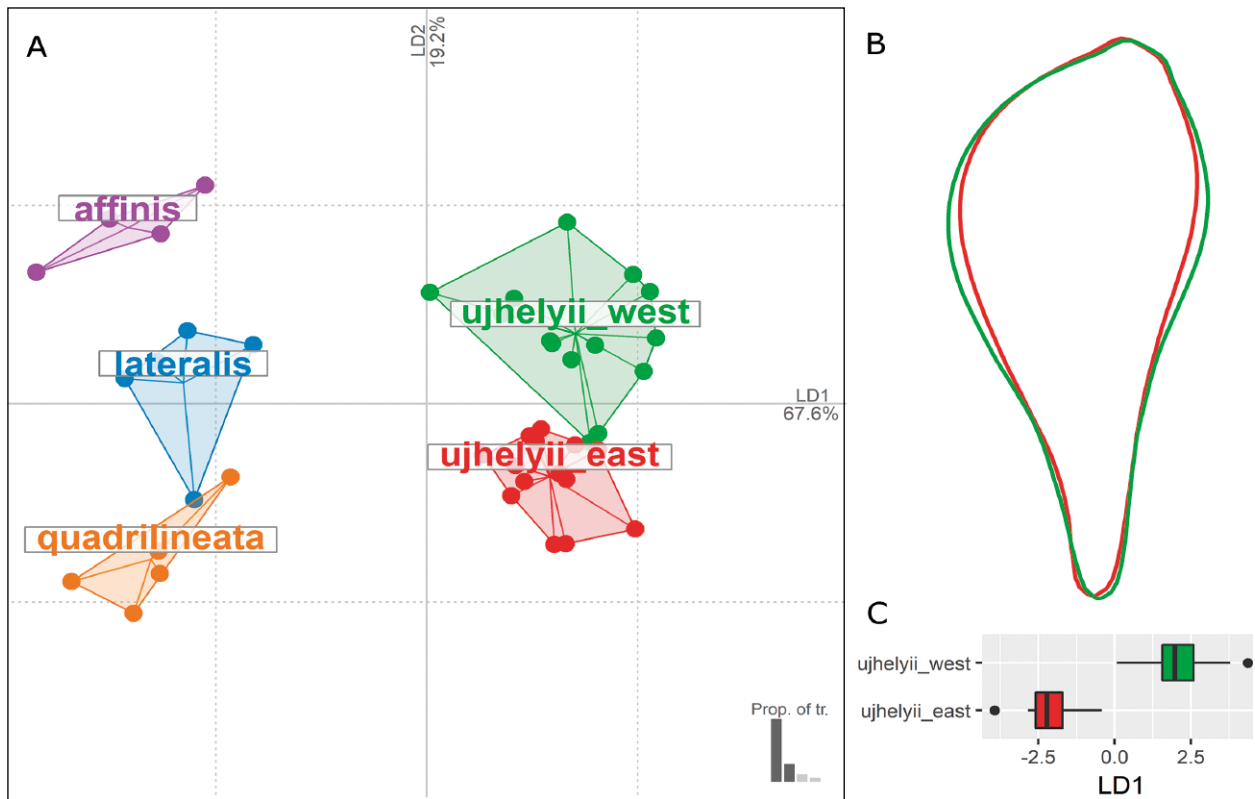 A
LD2
19.2%
affinis
ujhelyii_west
lateralis
LD1
67.6%
ujhelyii_east
quadrilineata
Prop. of tr.
B
C
ujhelyii_west
ujhelyii_east
-2.5 0.0 2.5
LD1